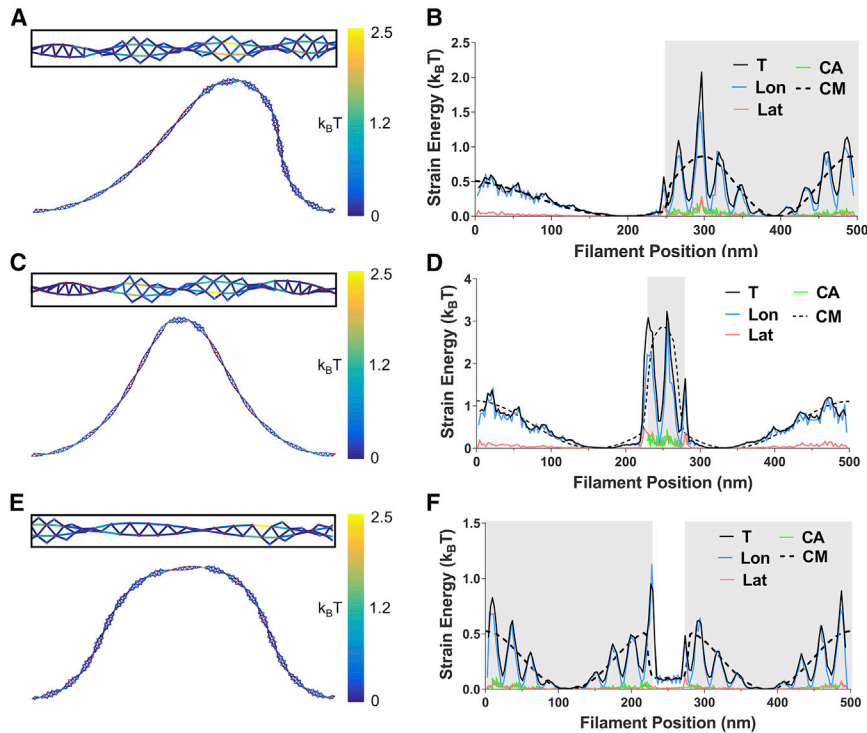 A
2.5
1.2
0
k_BT
B
Strain Energy (k_BT)
2.5
2.0
1.5
1.0
0.5
0.0
T
CA
Lon
CM
Lat
0
100
200
300
400
500
Filament Position (nm)
C
2.5
1.2
0
k_BT
D
Strain Energy (k_BT)
4
3
2
1
0
T
CA
Lon
CM
Lat
0
100
200
300
400
500
Filament Position (nm)
E
2.5
1.2
0
k_BT
F
Strain Energy (k_BT)
1.5
1.0
0.5
0.0
T
CA
Lon
CM
Lat
0
100
200
300
400
500
Filament Position (nm)